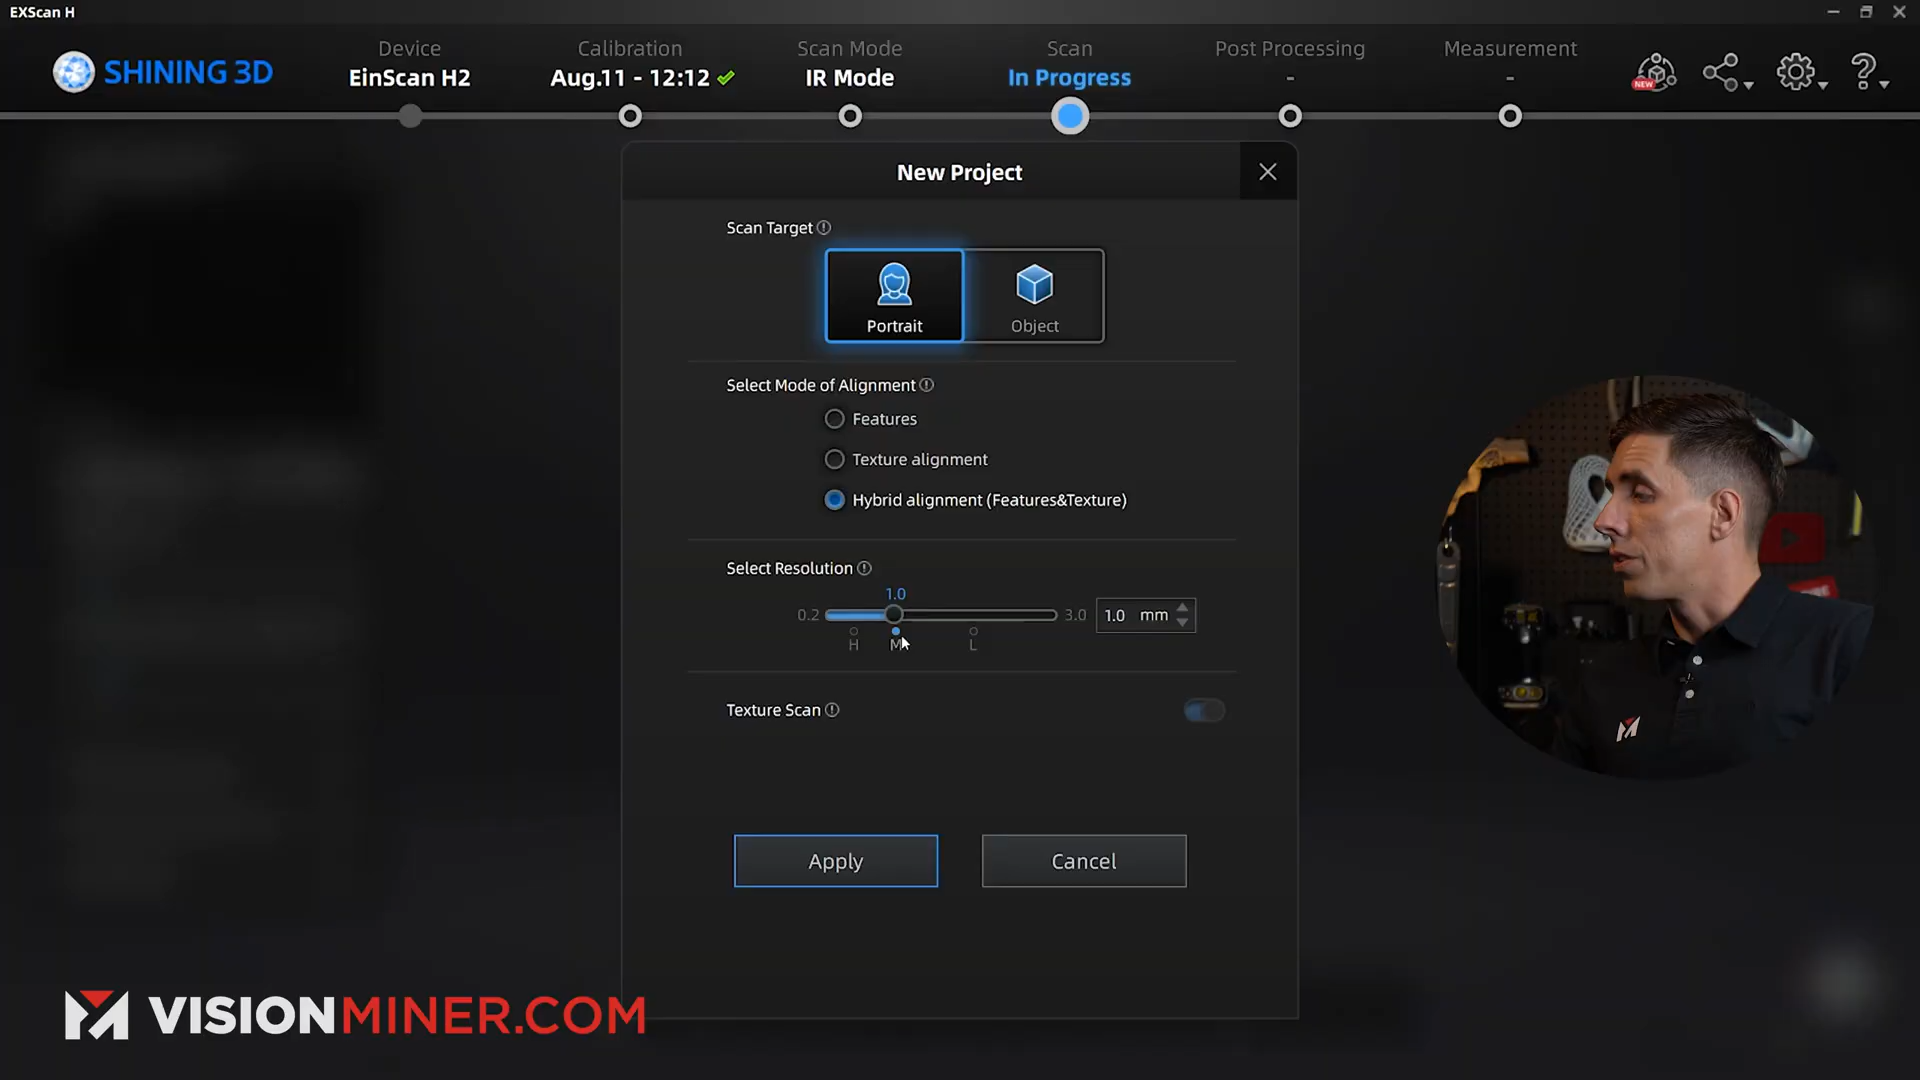 EXScan H
SHINING 3D
Device
EinScan H2
Calibration
Aug.11 - 12:12
Scan Mode
IR Mode
Scan
In Progress
Post Processing
-
Measurement
-
NEW
New Project
Scan Target
Portrait
Object
Select Mode of Alignment
Features
Texture alignment
Hybrid alignment (Features&Texture)
Select Resolution
1.0
0.2
3.0
1.0 mm
H
M
L
Texture Scan
Apply
Cancel
VISIONMINER.COM